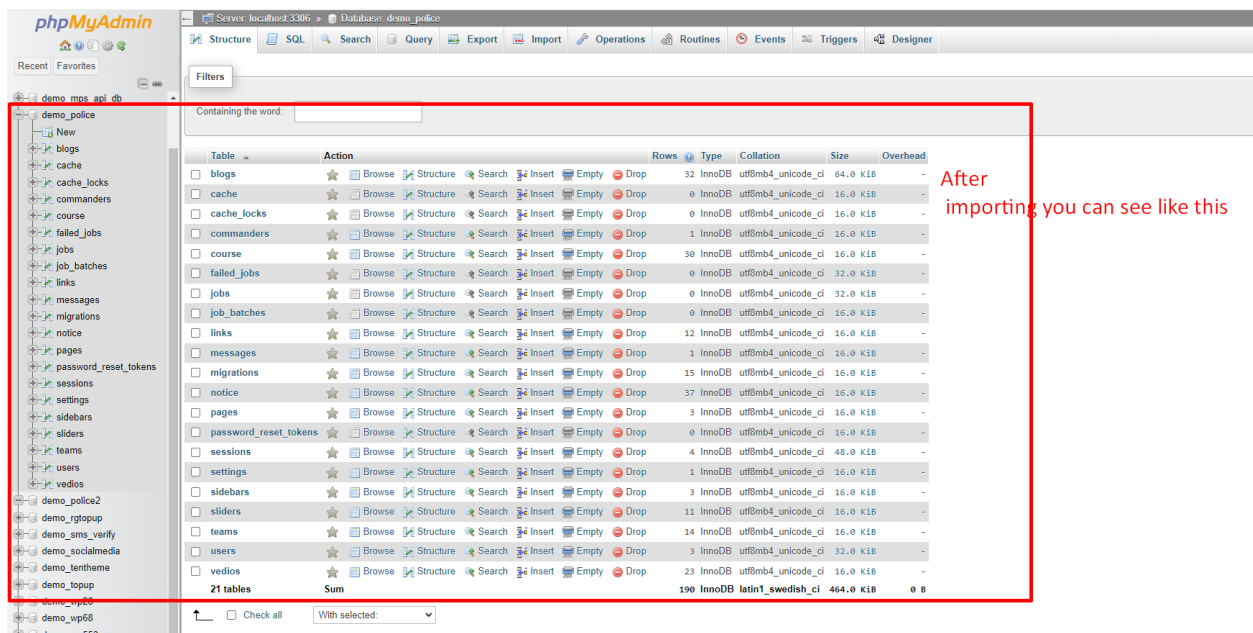 phpMyAdmin
Recent Favorites
demo_mps_api_db
demo_police
New
blogs
cache
cache_locks
commanders
course
failed_jobs
jobs
job_batches
links
messages
migrations
notice
pages
password_reset_tokens
sessions
settings
sidebars
sliders
teams
users
vedios
demo_police2
demo_rgtopup
demo_sms_verify
demo_socialmedia
demo_tentheme
demo_topup
demo_wp68
Server: localhost:3306 » Database: demo_police
Structure SQL Search Query Export Import Operations Routines Events Triggers Designer
Filters
Containing the word:
Table Action Rows Type Collation Size Overhead
blogs Browse Structure Search Insert Empty Drop 32 InnoDB utf8mb4_unicode_ci 64.0 KiB -
cache Browse Structure Search Insert Empty Drop 0 InnoDB utf8mb4_unicode_ci 16.0 KiB -
cache_locks Browse Structure Search Insert Empty Drop 0 InnoDB utf8mb4_unicode_ci 16.0 KiB -
commanders Browse Structure Search Insert Empty Drop 1 InnoDB utf8mb4_unicode_ci 16.0 KiB -
course Browse Structure Search Insert Empty Drop 30 InnoDB utf8mb4_unicode_ci 16.0 KiB -
failed_jobs Browse Structure Search Insert Empty Drop 0 InnoDB utf8mb4_unicode_ci 32.0 KiB -
jobs Browse Structure Search Insert Empty Drop 0 InnoDB utf8mb4_unicode_ci 32.0 KiB -
job_batches Browse Structure Search Insert Empty Drop 0 InnoDB utf8mb4_unicode_ci 16.0 KiB -
links Browse Structure Search Insert Empty Drop 12 InnoDB utf8mb4_unicode_ci 16.0 KiB -
messages Browse Structure Search Insert Empty Drop 1 InnoDB utf8mb4_unicode_ci 16.0 KiB -
migrations Browse Structure Search Insert Empty Drop 15 InnoDB utf8mb4_unicode_ci 16.0 KiB -
notice Browse Structure Search Insert Empty Drop 37 InnoDB utf8mb4_unicode_ci 16.0 KiB -
pages Browse Structure Search Insert Empty Drop 3 InnoDB utf8mb4_unicode_ci 16.0 KiB -
password_reset_tokens Browse Structure Search Insert Empty Drop 0 InnoDB utf8mb4_unicode_ci 16.0 KiB -
sessions Browse Structure Search Insert Empty Drop 4 InnoDB utf8mb4_unicode_ci 48.0 KiB -
settings Browse Structure Search Insert Empty Drop 1 InnoDB utf8mb4_unicode_ci 16.0 KiB -
sidebars Browse Structure Search Insert Empty Drop 3 InnoDB utf8mb4_unicode_ci 16.0 KiB -
sliders Browse Structure Search Insert Empty Drop 11 InnoDB utf8mb4_unicode_ci 16.0 KiB -
teams Browse Structure Search Insert Empty Drop 14 InnoDB utf8mb4_unicode_ci 16.0 KiB -
users Browse Structure Search Insert Empty Drop 3 InnoDB utf8mb4_unicode_ci 32.0 KiB -
vedios Browse Structure Search Insert Empty Drop 23 InnoDB utf8mb4_unicode_ci 16.0 KiB -
21 tables Sum 190 InnoDB latin1_swedish_ci 464.0 KiB 0 B
Check all With selected:
After
importing you can see like this